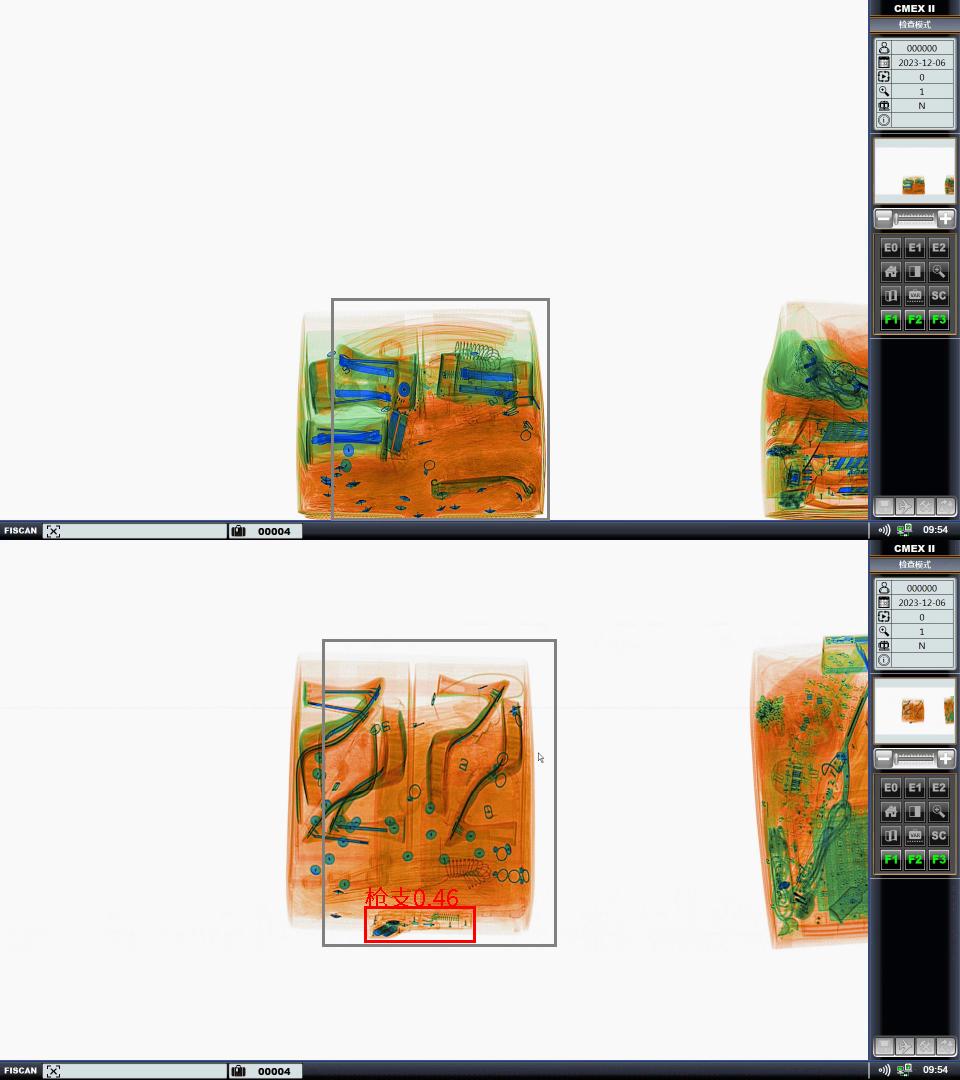 CMEX II
检查模式
000000
2023-12-06
0
1
N
E0 E1 E2
SC
F1 F2 F3
FISCAN
00004
09:54
CMEX II
检查模式
000000
2023-12-06
0
1
N
E0 E1 E2
SC
F1 F2 F3
枪支0.46
FISCAN
00004
09:54